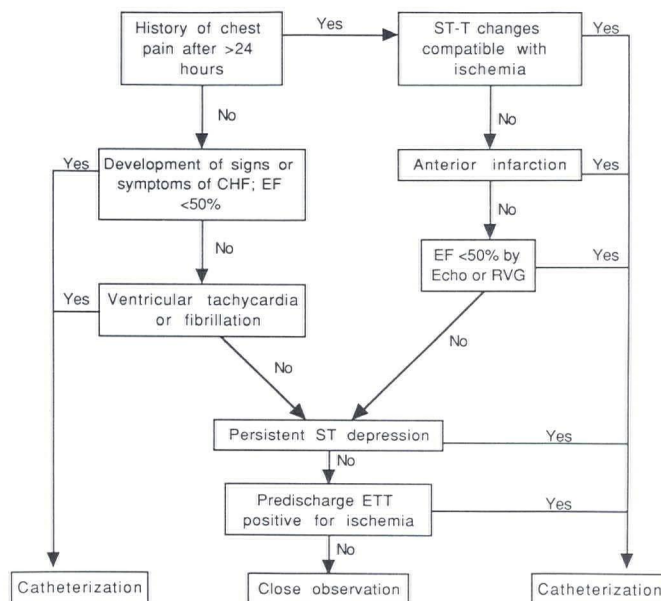 History of chest
pain after >24
hours
Yes
ST-T changes
compatible with
ischemia
Yes
No
No
Yes
Development of signs or
symptoms of CHF; EF
<50%
Anterior infarction
Yes
No
No
EF <50% by
Echo or RVG
Yes
Yes
Ventricular tachycardia
or fibrillation
No
No
Persistent ST depression
Yes
No
Predischarge ETT
positive for ischemia
Yes
No
Catheterization
Close observation
Catheterization